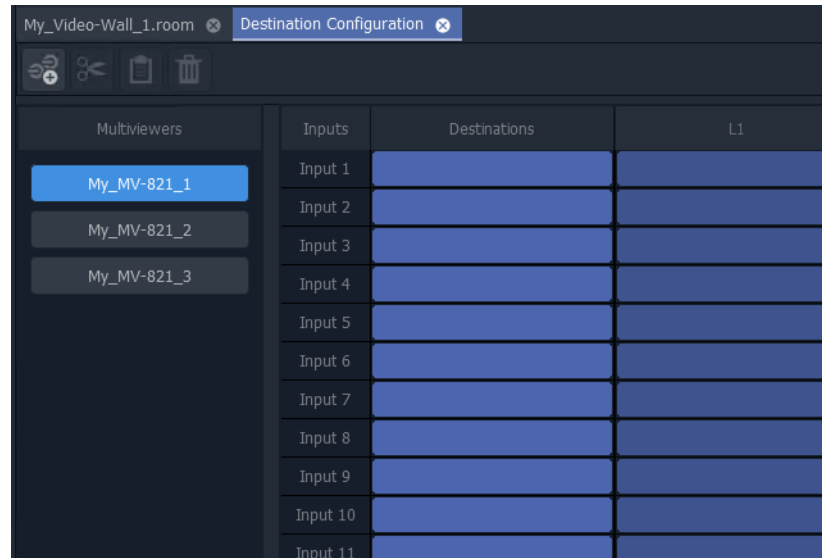 My_Video-Wall_1.room Destination Configuration
Multiviewers Inputs Destinations L1
My_MV-821_1
My_MV-821_2
My_MV-821_3
Input 1
Input 2
Input 3
Input 4
Input 5
Input 6
Input 7
Input 8
Input 9
Input 10
Input 11